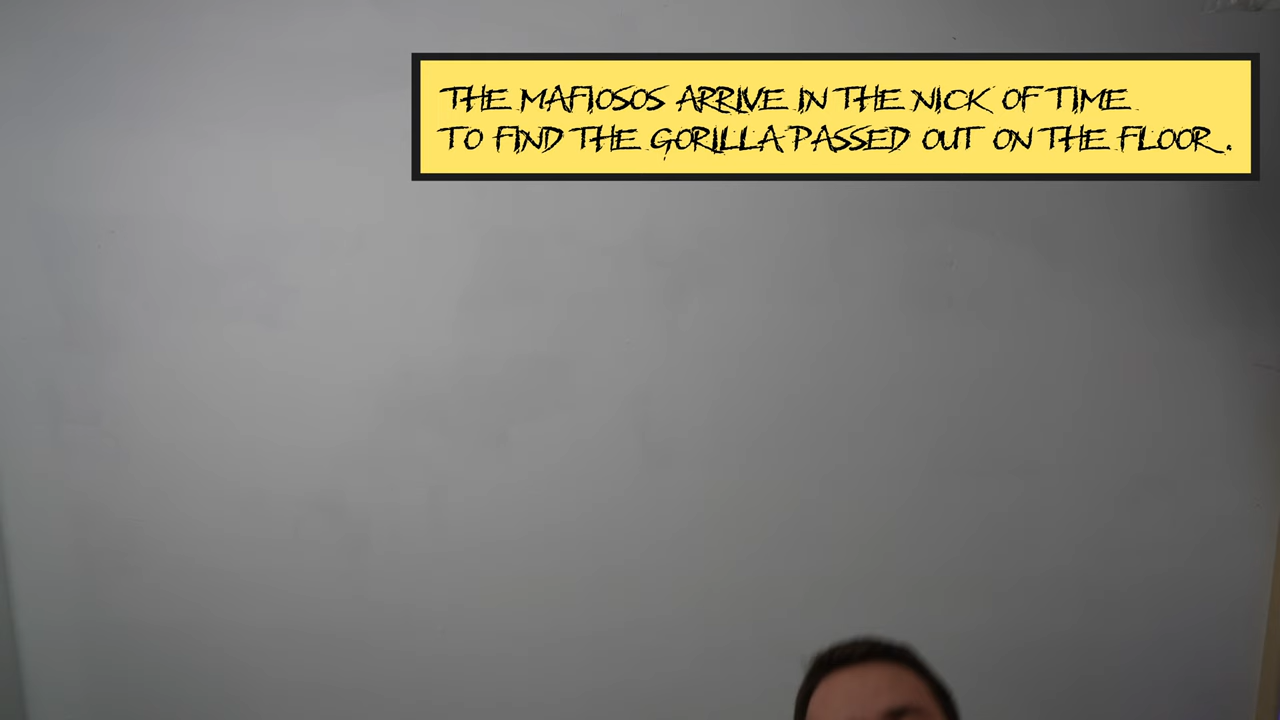 THE MAFIOSOS ARRIVE IN THE NICK OF TIME
TO FIND THE GORILLA PASSED OUT ON THE FLOOR.